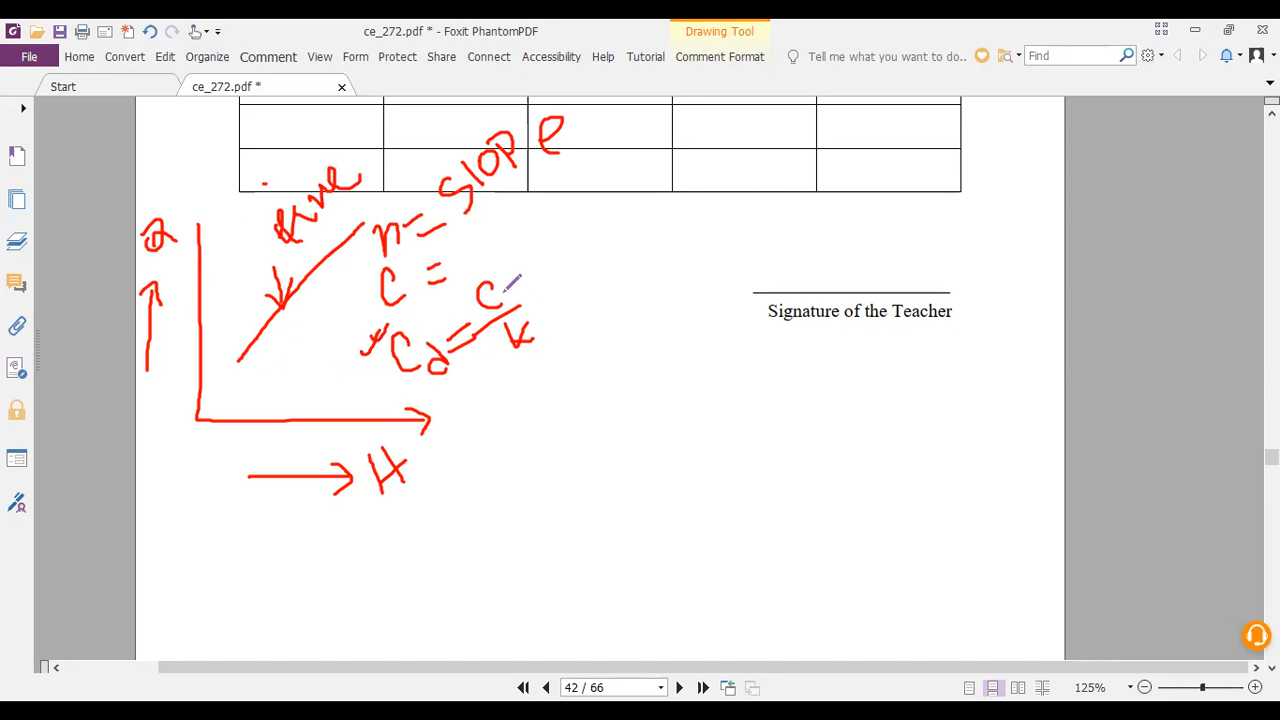 ce_272.pdf * - Foxit PhantomPDF
Drawing Tool
File Home Convert Edit Organize Comment View Form Protect Share Connect Accessibility Help Tutorial Comment Format Tell me what you want to do.. Find
Start ce_272.pdf *
n = SLOPE
C =
Cd = C/K
Q
H
Signature of the Teacher
42 / 66
125%